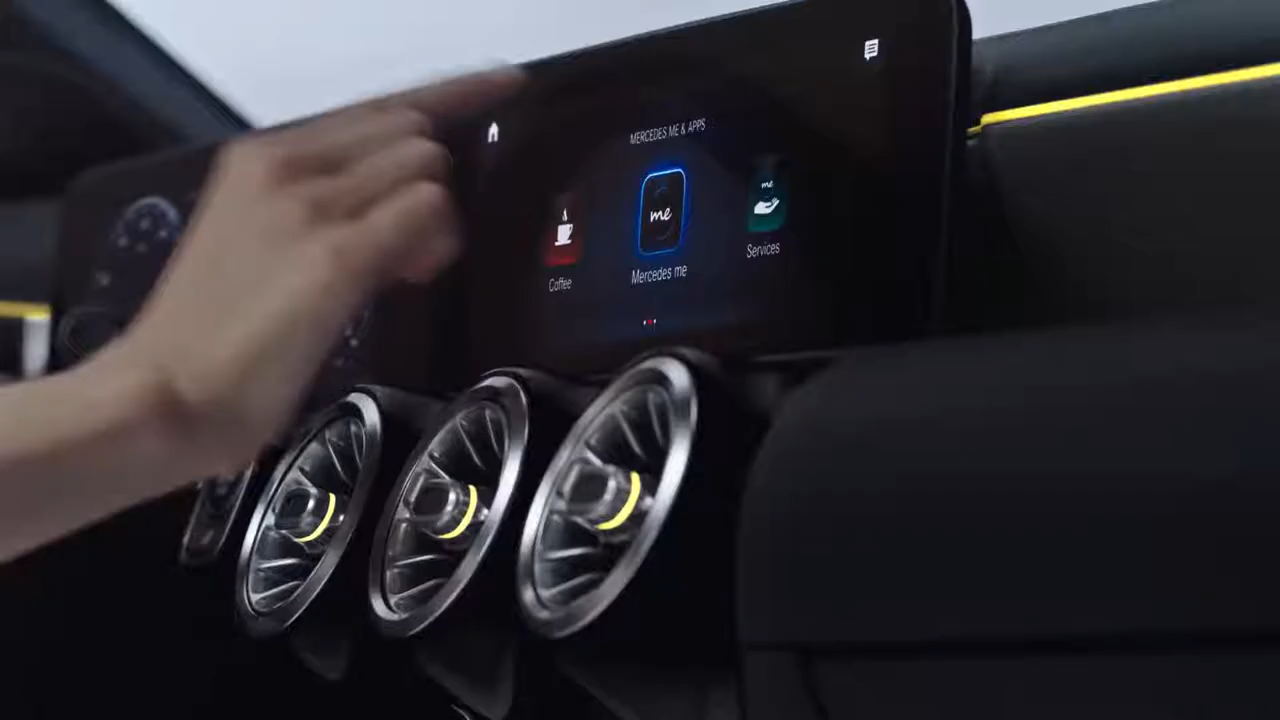 MERCEDES ME & APPS
me
me
Coffee
Mercedes me
Services